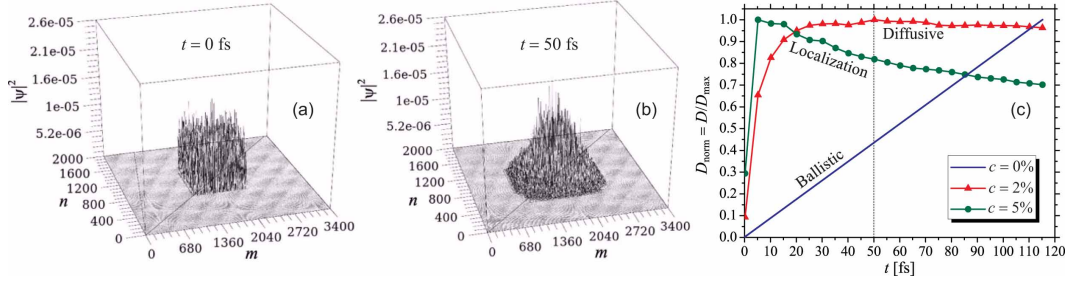 2.6e-05
2.1e-05
1.6e-05
1e-05
5.2e-06
2000
1600
1200
800
400
0
|ψ|²
n
0
680
1360
2040
2720
3400
m
t = 0 fs
(a)
2.6e-05
2.1e-05
1.6e-05
1e-05
5.2e-06
2000
1600
1200
800
400
0
|ψ|²
n
0
680
1360
2040
2720
3400
m
t = 50 fs
(b)
1.0
0.9
0.8
0.7
0.6
0.5
0.4
0.3
0.2
0.1
0.0
D_norm = D/D_max
Diffusive
Localization
Ballistic
(c)
c = 0%
c = 2%
c = 5%
0 10 20 30 40 50 60 70 80 90 100 110 120
t [fs]